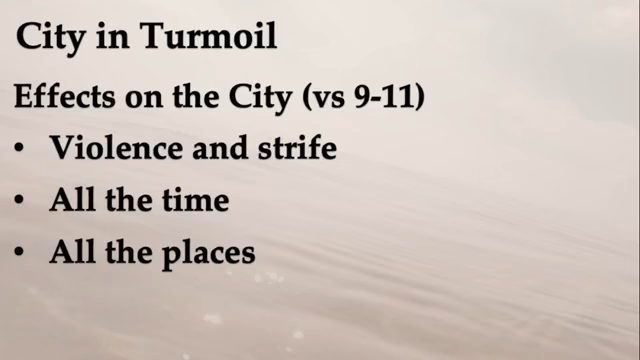 City in Turmoil
Effects on the City (vs 9-11)
• Violence and strife
• All the time
• All the places